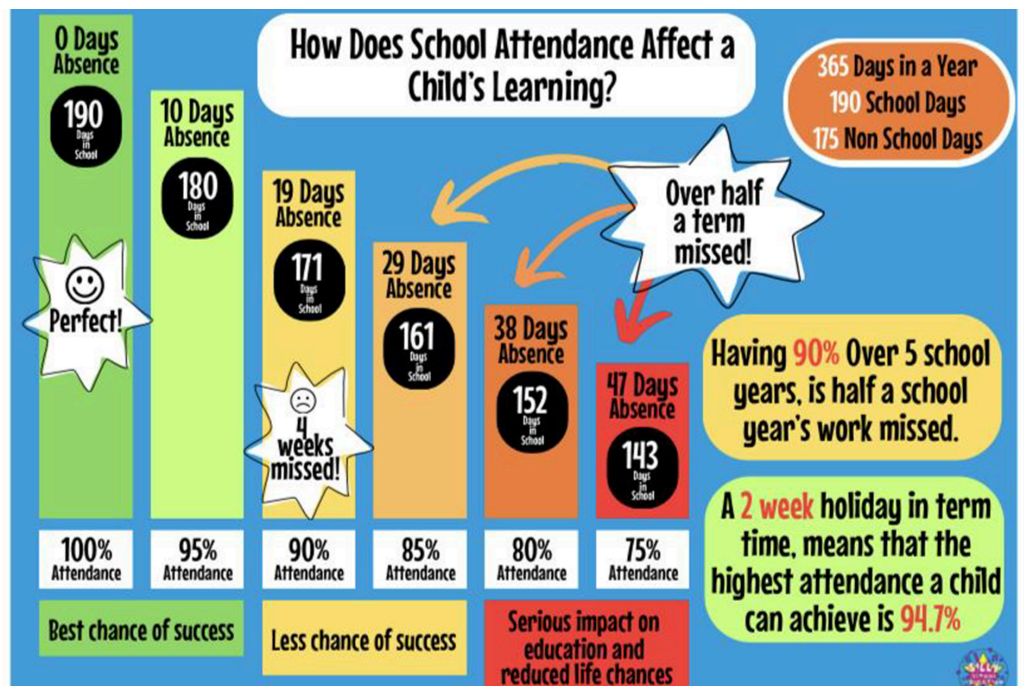 How Does School Attendance Affect a
Child's Learning?
365 Days in a Year
190 School Days
175 Non School Days
0 Days
Absence
190
Days
in
School
Perfect!
100%
Attendance
10 Days
Absence
180
Days
in
School
95%
Attendance
Best chance of success
19 Days
Absence
171
Days
in
School
4
weeks
missed!
90%
Attendance
29 Days
Absence
161
Days
in
School
85%
Attendance
Less chance of success
38 Days
Absence
152
Days
in
School
80%
Attendance
47 Days
Absence
143
Days
in
School
75%
Attendance
Serious impact on
education and
reduced life chances
Over half
a term
missed!
Having 90% Over 5 school
years, is half a school
year's work missed.
A 2 week holiday in term
time, means that the
highest attendance a child
can achieve is 94.7%